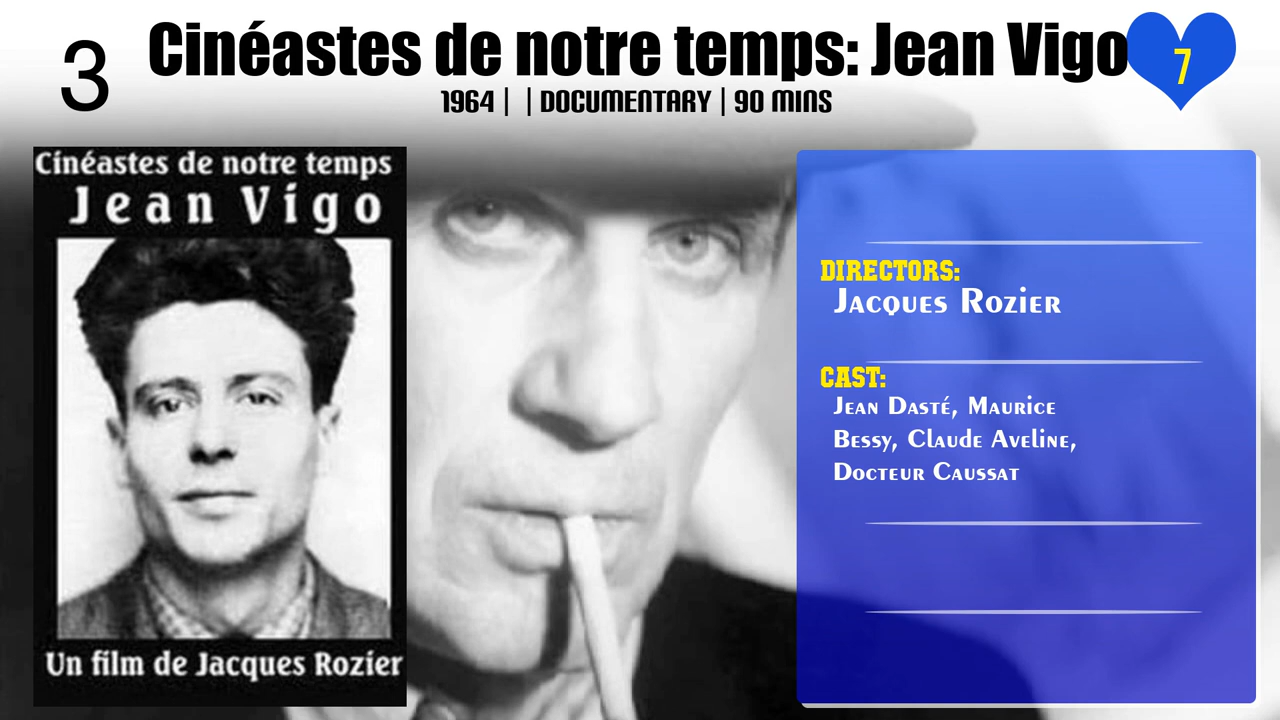 3
Cinéastes de notre temps: Jean Vigo
7
1964 | | DOCUMENTARY | 90 MINS
Cinéastes de notre temps
Jean Vigo
Un film de Jacques Rozier
DIRECTORS:
Jacques Rozier
CAST:
Jean Dasté, Maurice
Bessy, Claude Aveline,
Docteur Caussat